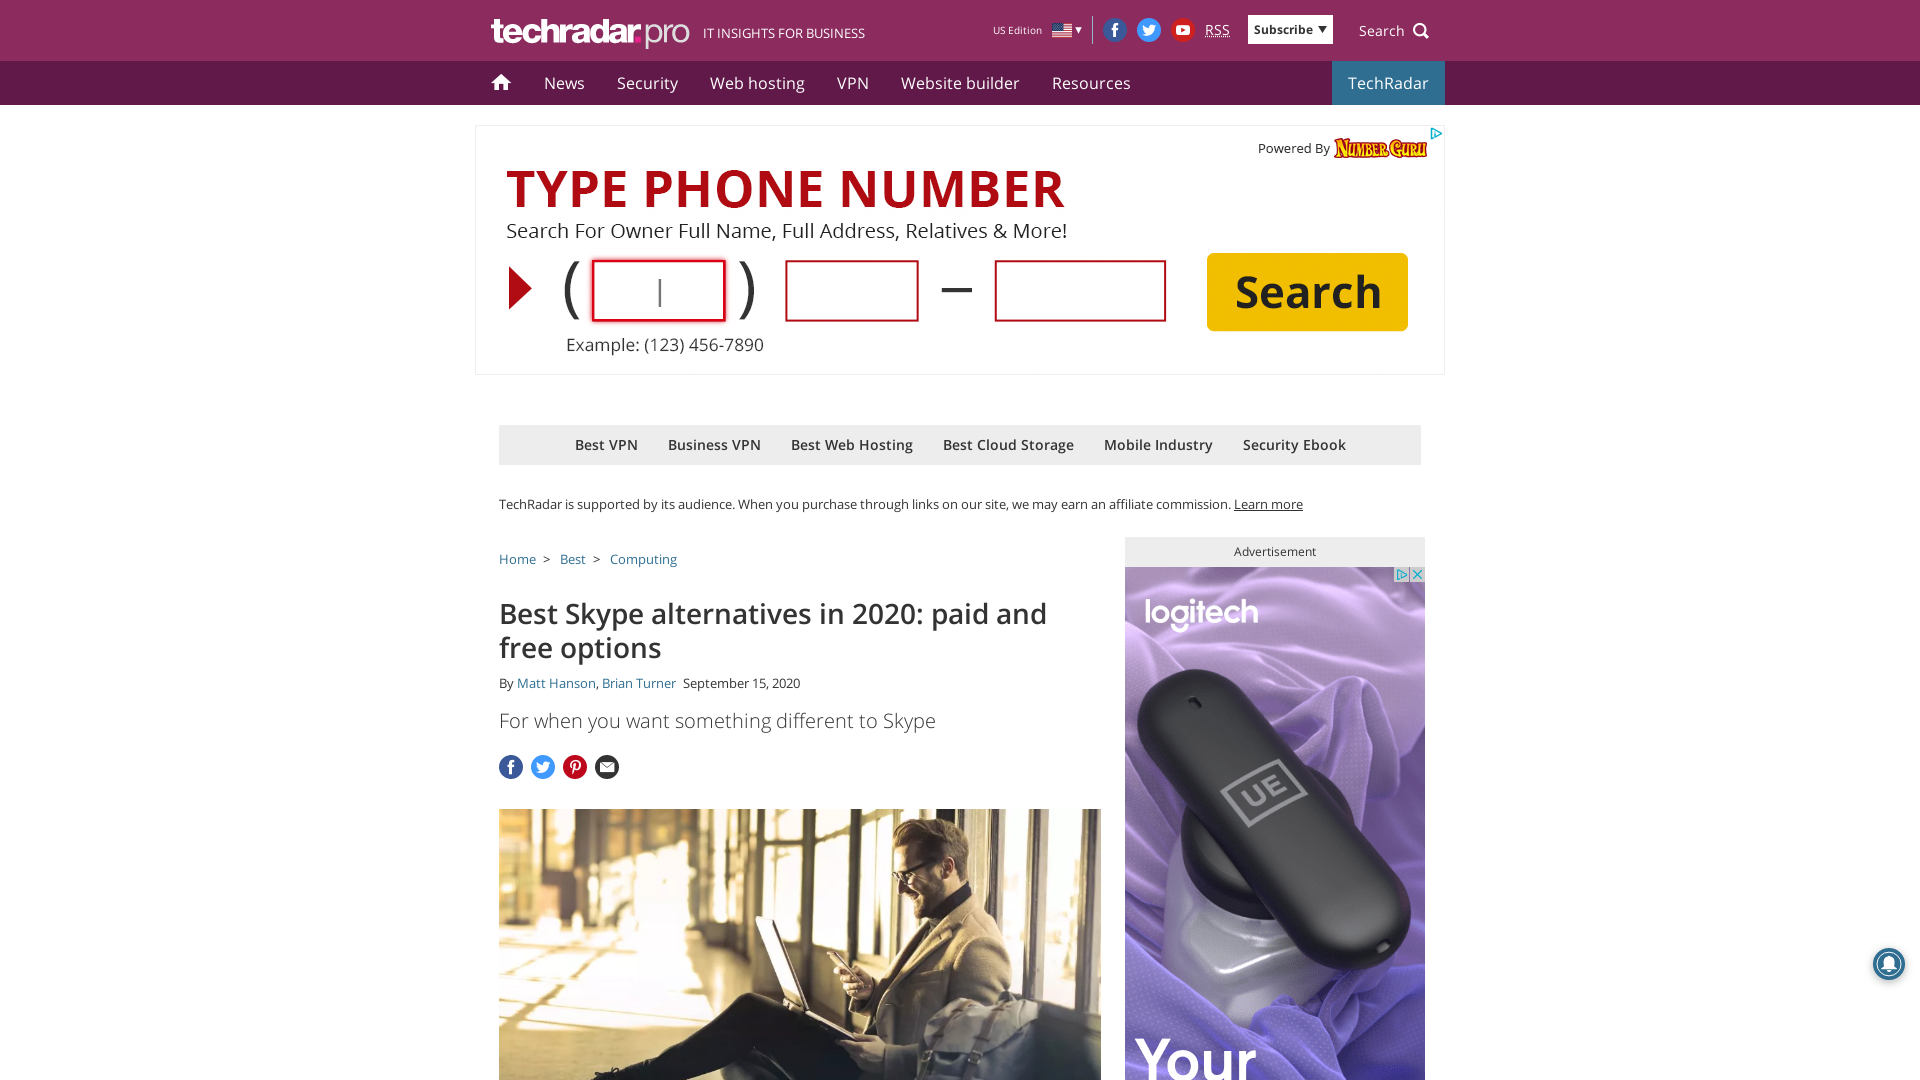 techradar.pro IT INSIGHTS FOR BUSINESS
US Edition
RSS
Subscribe
Search
News
Security
Web hosting
VPN
Website builder
Resources
TechRadar
Powered By NUMBER GURU
TYPE PHONE NUMBER
Search For Owner Full Name, Full Address, Relatives & More!
( ) –
Search
Example: (123) 456-7890
Best VPN
Business VPN
Best Web Hosting
Best Cloud Storage
Mobile Industry
Security Ebook
TechRadar is supported by its audience. When you purchase through links on our site, we may earn an affiliate commission. Learn more
Home > Best > Computing
Best Skype alternatives in 2020: paid and
free options
By Matt Hanson, Brian Turner September 15, 2020
For when you want something different to Skype
Advertisement
logitech
UE
Your